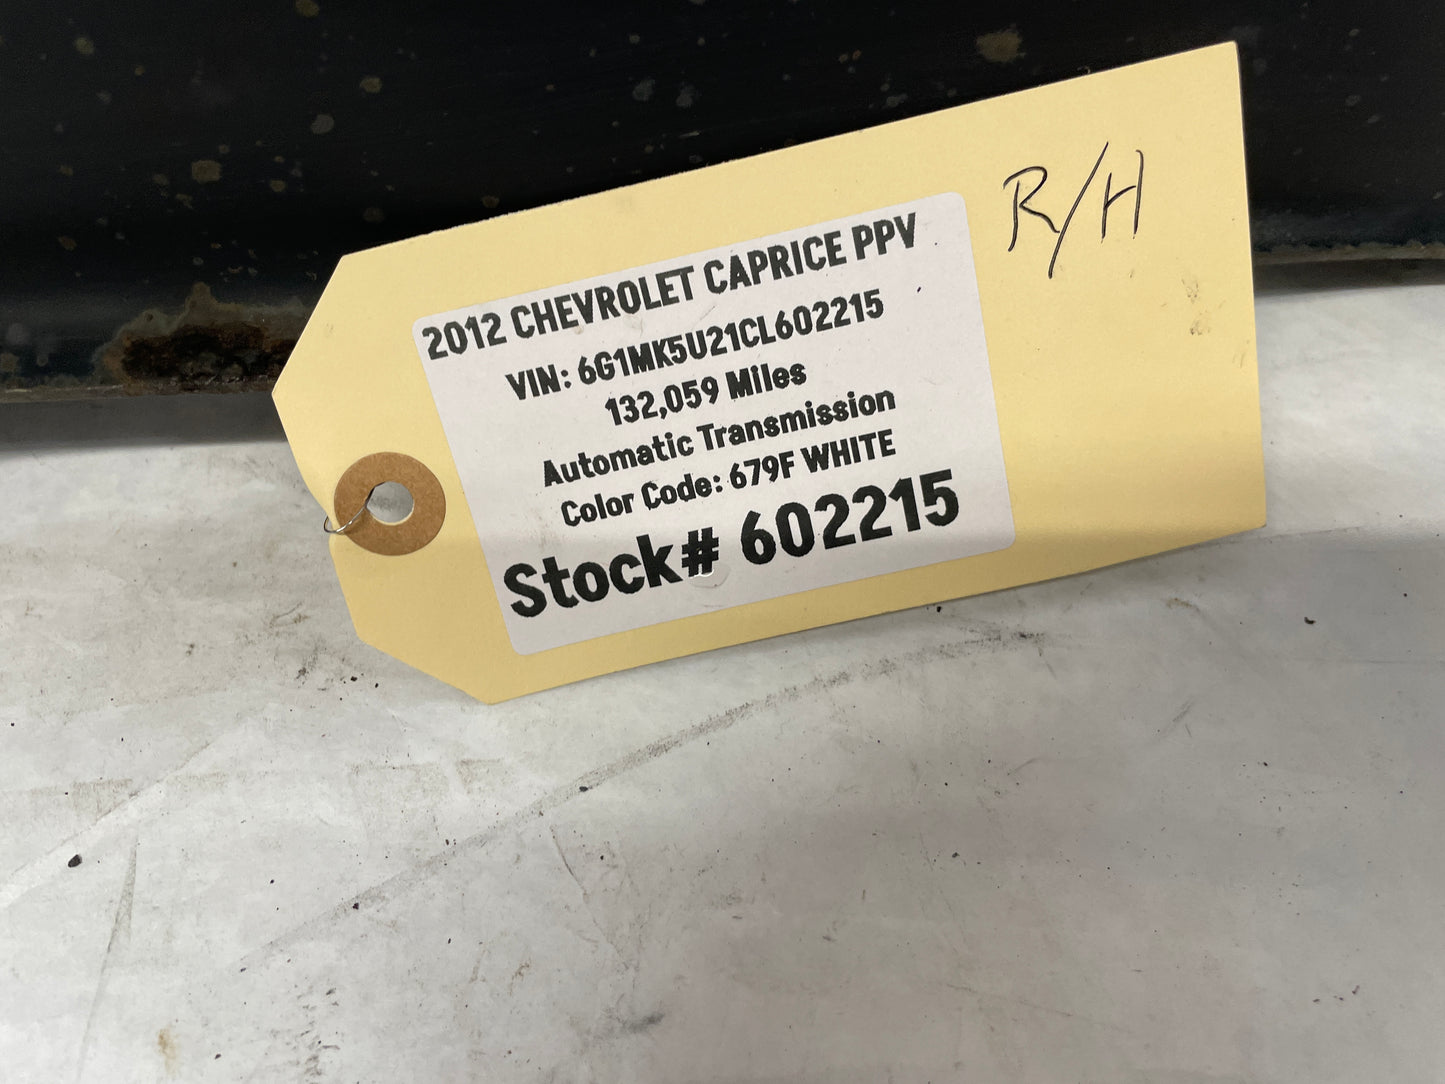 2012 CHEVROLET CAPRICE PPV
VIN: 6G1MK5U21CL602215
132,059 Miles
Automatic Transmission
Color Code: 679F WHITE
Stock# 602215
R/H